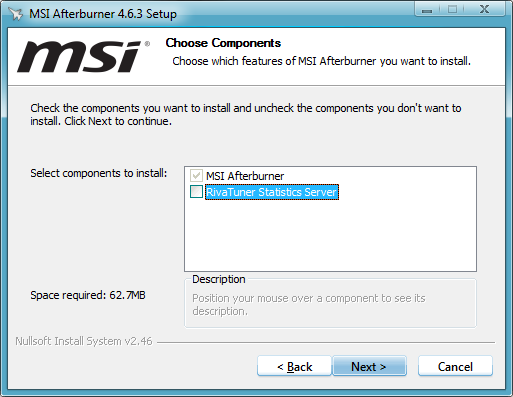 MSI Afterburner 4.6.3 Setup
msi®
Choose Components
Choose which features of MSI Afterburner you want to install.
Check the components you want to install and uncheck the components you don't want to
install. Click Next to continue.
Select components to install:
MSI Afterburner
RivaTuner Statistics Server
Space required: 62.7MB
Description
Position your mouse over a component to see its
description.
Nullsoft Install System v2.46
< Back
Next >
Cancel